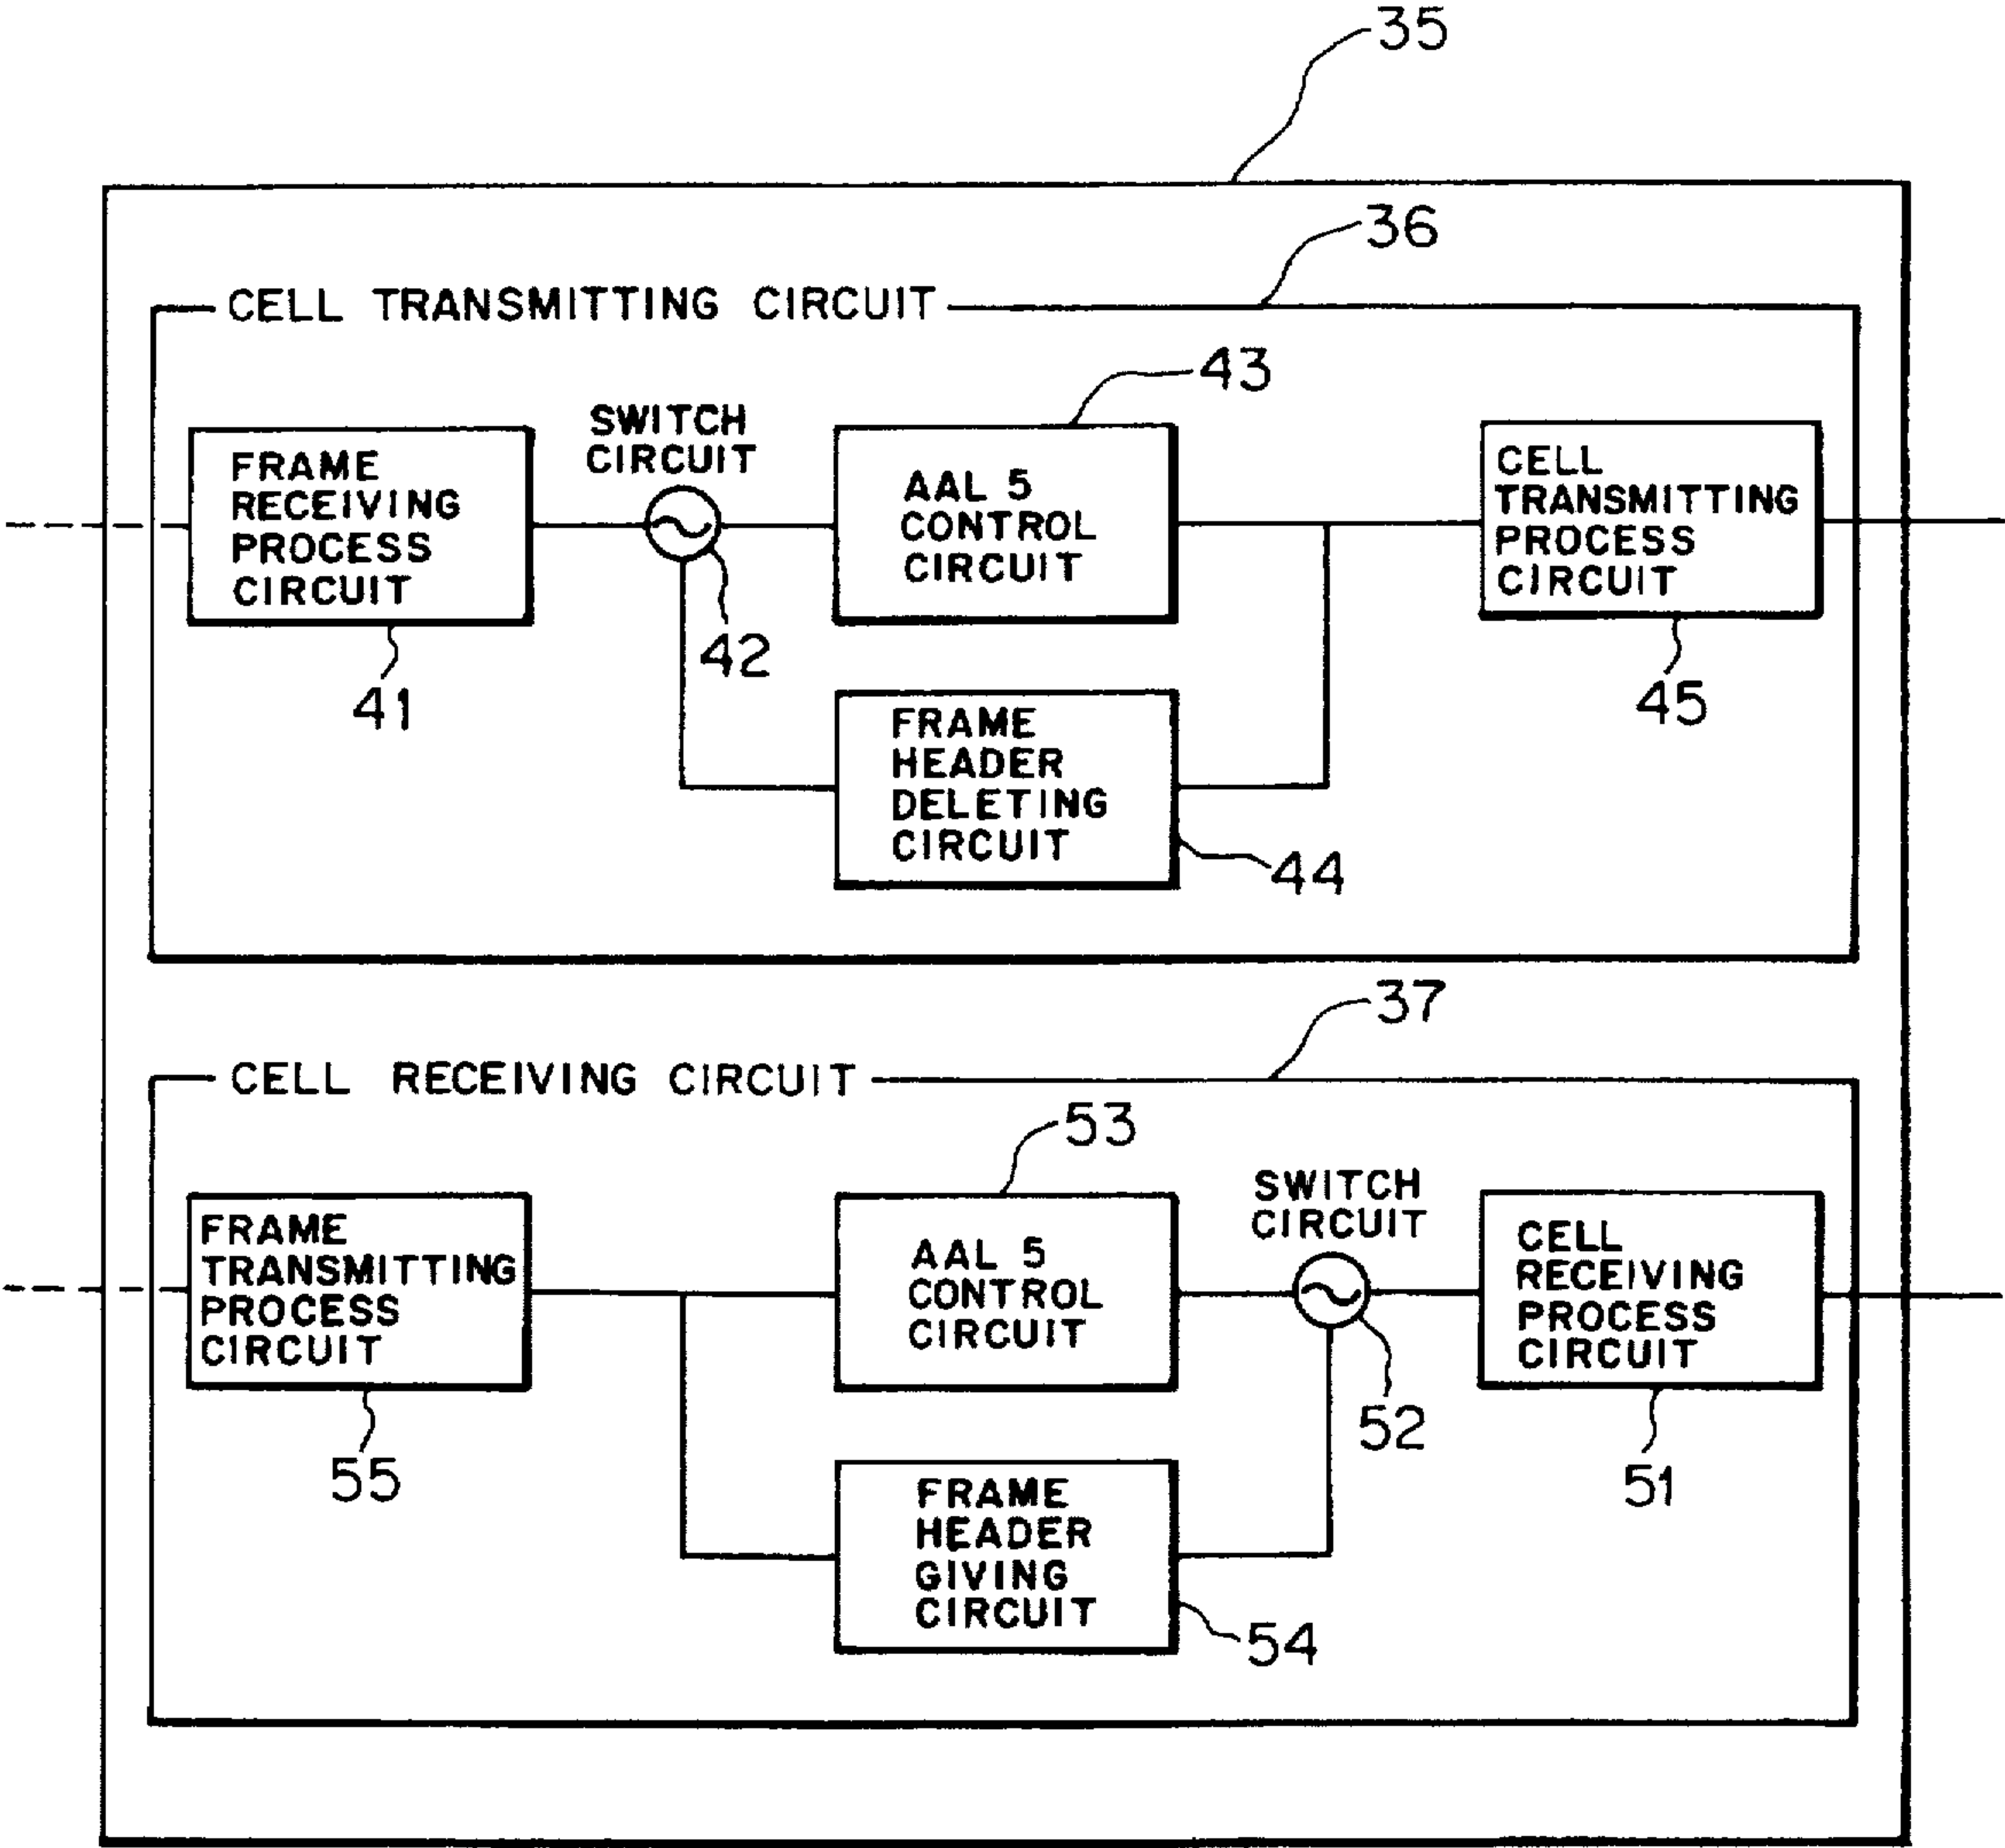 35
36
CELL TRANSMITTING CIRCUIT
43
SWITCH
CIRCUIT
FRAME
RECEIVING
PROCESS
CIRCUIT
AAL 5
CONTROL
CIRCUIT
CELL
TRANSMITTING
PROCESS
CIRCUIT
42
41
45
FRAME
HEADER
DELETING
CIRCUIT
44
37
CELL RECEIVING CIRCUIT
53
SWITCH
CIRCUIT
FRAME
TRANSMITTING
PROCESS
CIRCUIT
AAL 5
CONTROL
CIRCUIT
CELL
RECEIVING
PROCESS
CIRCUIT
52
55
51
FRAME
HEADER
GIVING
CIRCUIT
54